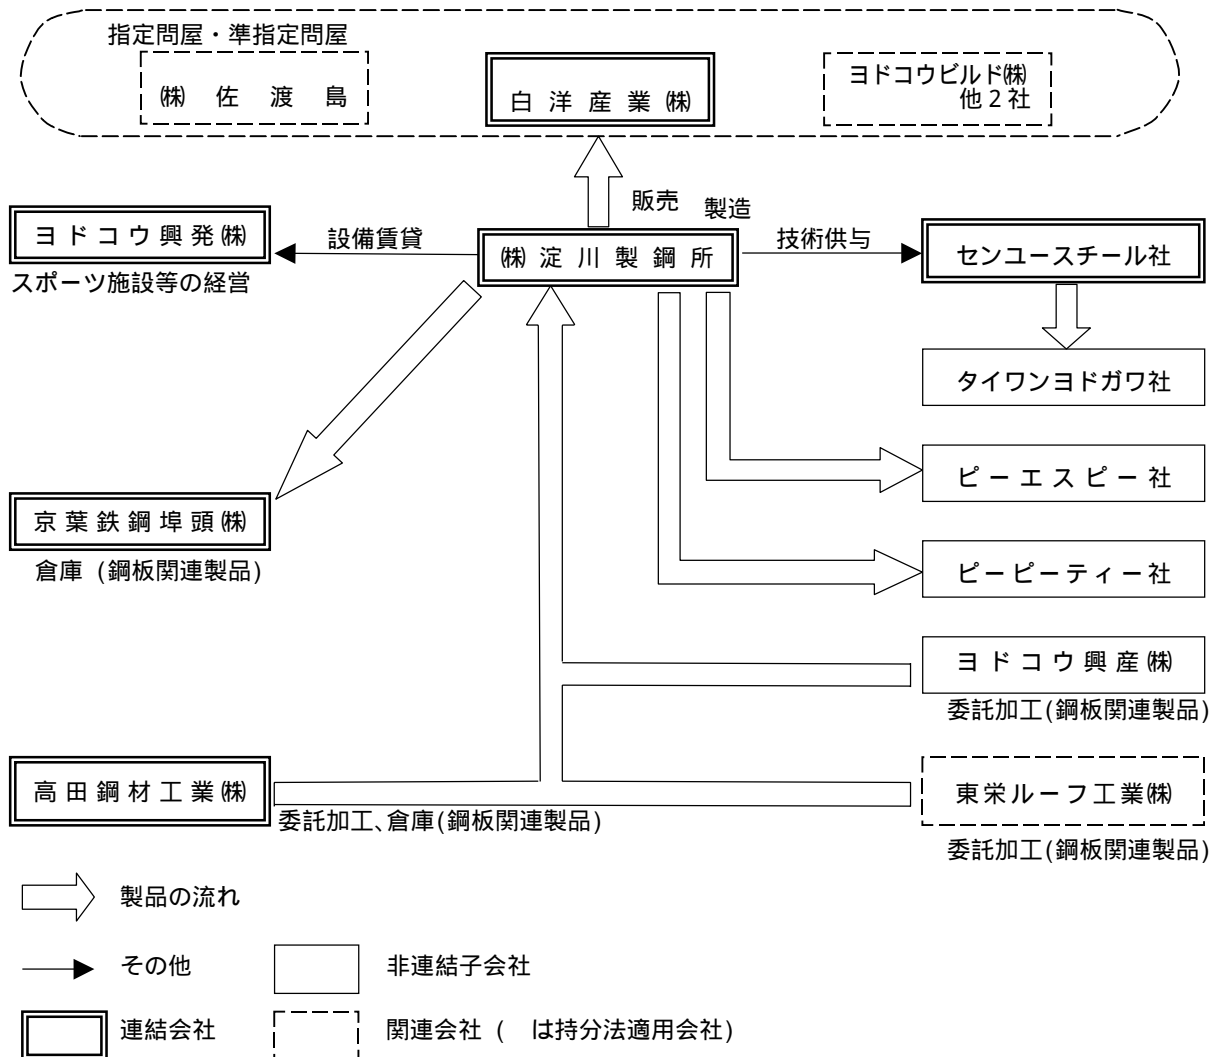 指定問屋・準指定問屋
㈱ 佐 渡 島
白 洋 産 業 ㈱
ヨドコウビルド㈱
他2社
販売
製造
ヨ ド コ ウ 興 発 ㈱
設備賃貸
㈱ 淀 川 製 鋼 所
技術供与
センユースチール社
スポーツ施設等の経営
タイワンヨドガワ社
ピ ー エ ス ピ ー 社
京 葉 鉄 鋼 埠 頭 ㈱
倉庫 (鋼板関連製品)
ピーピーティー社
ヨ ド コ ウ 興 産 ㈱
委託加工(鋼板関連製品)
高 田 鋼 材 工 業 ㈱
委託加工、倉庫(鋼板関連製品)
東栄ルーフ工業㈱
委託加工(鋼板関連製品)
製品の流れ
その他
非連結子会社
連結会社
関連会社 ( は持分法適用会社)